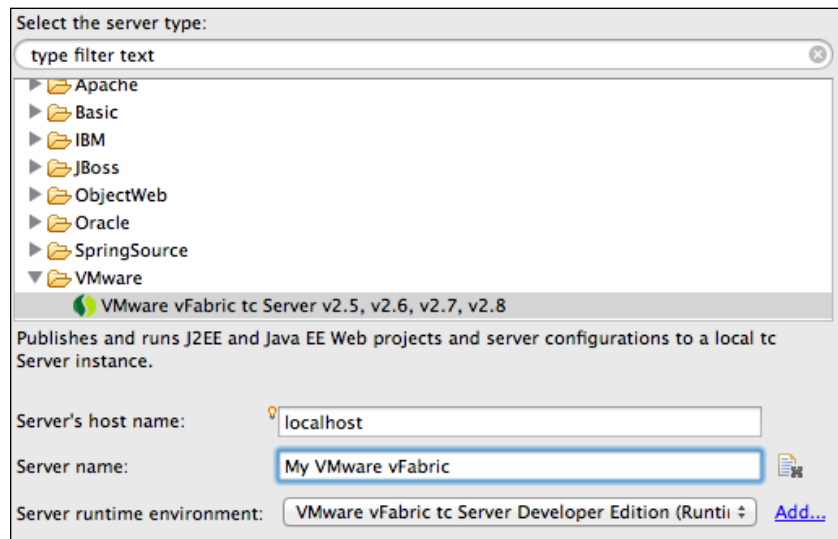 Select the server type:
type filter text
Apache
Basic
IBM
JBoss
ObjectWeb
Oracle
SpringSource
VMware
VMware vFabric tc Server v2.5, v2.6, v2.7, v2.8
Publishes and runs J2EE and Java EE Web projects and server configurations to a local tc
Server instance.
Server's host name: localhost
Server name: My VMware vFabric
Server runtime environment: VMware vFabric tc Server Developer Edition (Runti Add...